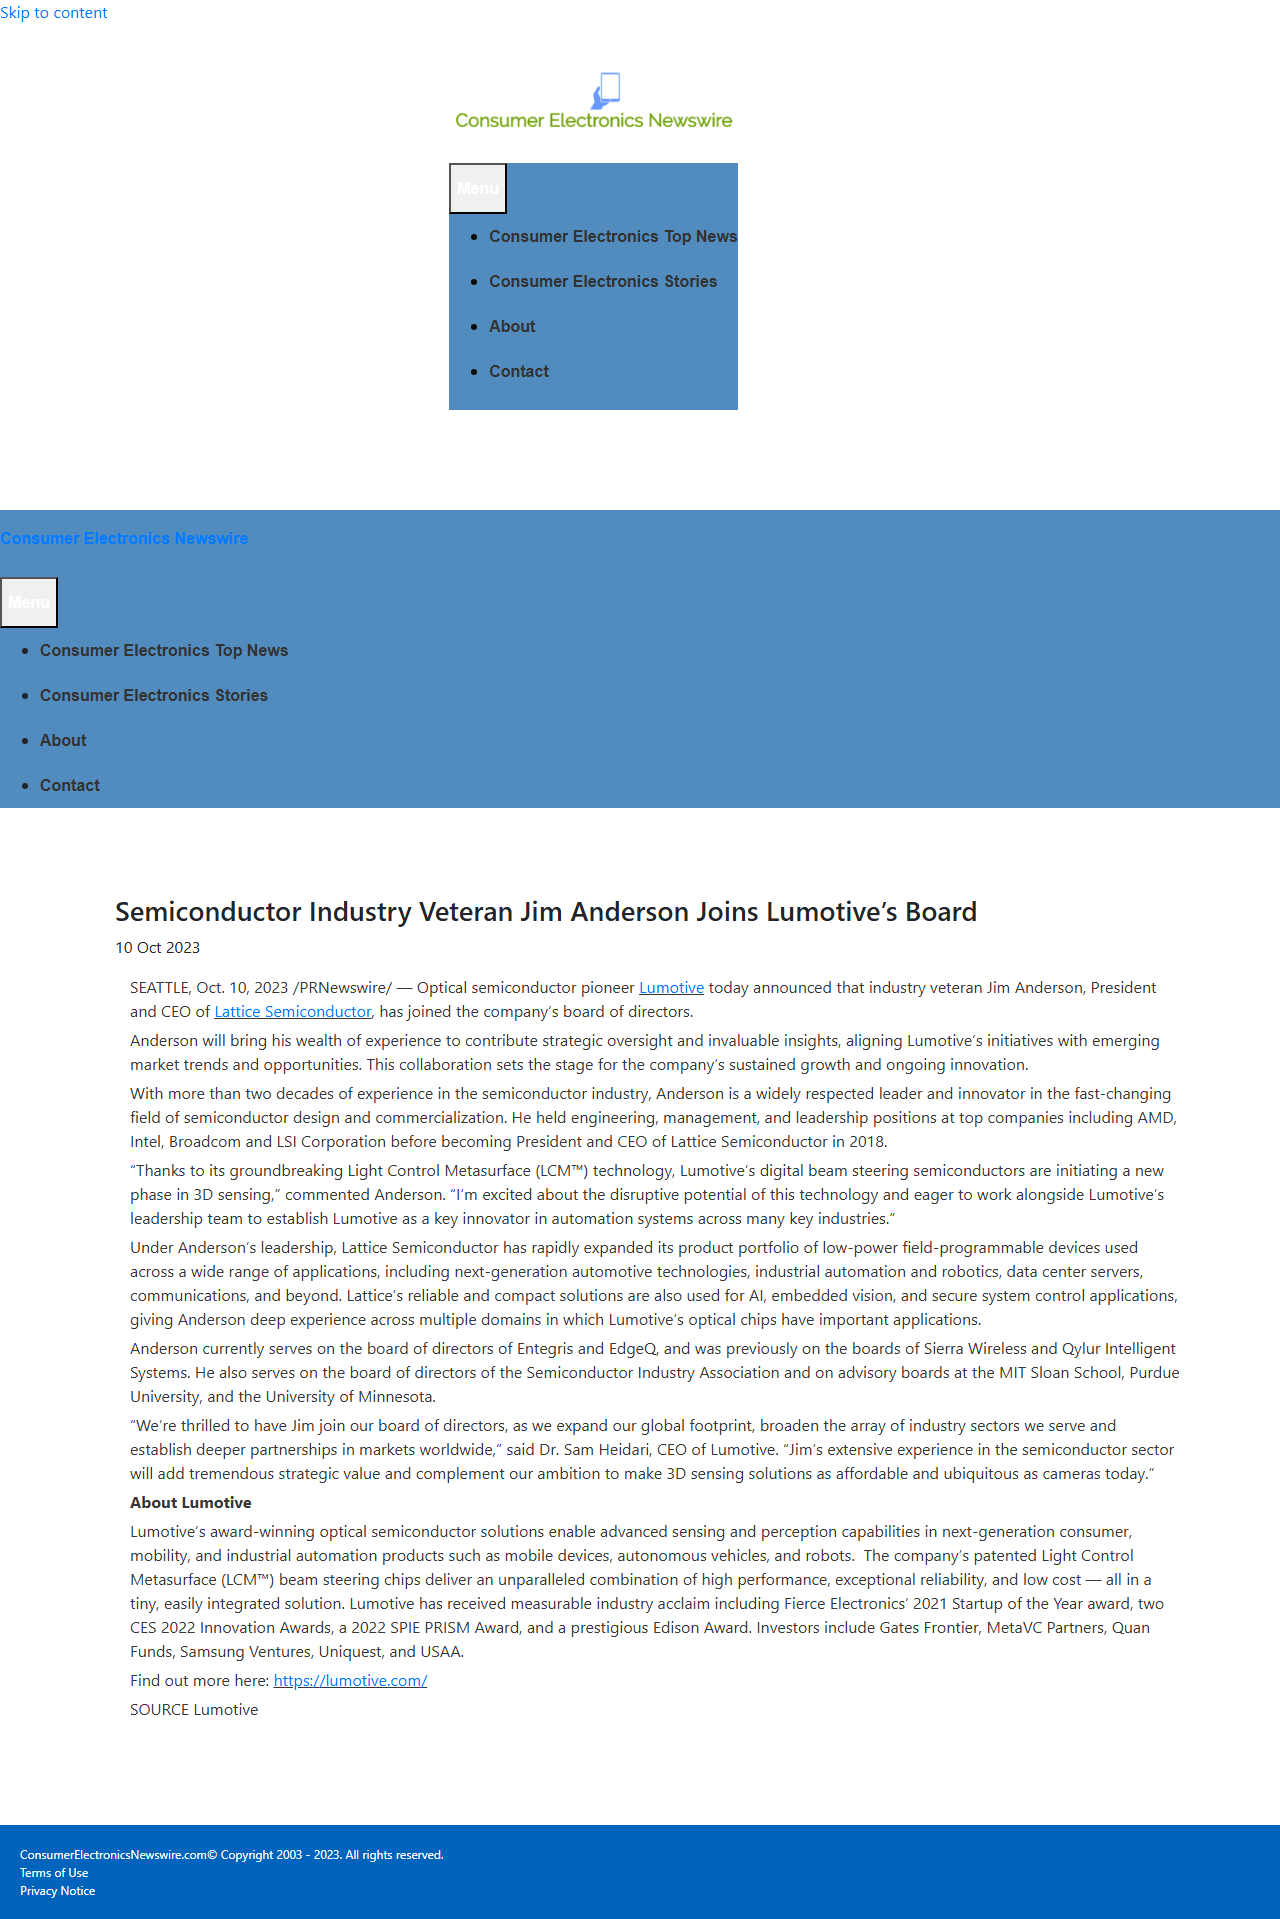 Skip to content
Consumer Electronics Newswire
Menu
Consumer Electronics Top News
Consumer Electronics Stories
About
Contact
Consumer Electronics Newswire
Menu
Consumer Electronics Top News
Consumer Electronics Stories
About
Contact
Semiconductor Industry Veteran Jim Anderson Joins Lumotive’s Board
10 Oct 2023
SEATTLE, Oct. 10, 2023 /PRNewswire/ — Optical semiconductor pioneer Lumotive today announced that industry veteran Jim Anderson, President
and CEO of Lattice Semiconductor, has joined the company’s board of directors.
Anderson will bring his wealth of experience to contribute strategic oversight and invaluable insights, aligning Lumotive’s initiatives with emerging
market trends and opportunities. This collaboration sets the stage for the company’s sustained growth and ongoing innovation.
With more than two decades of experience in the semiconductor industry, Anderson is a widely respected leader and innovator in the fast-changing
field of semiconductor design and commercialization. He held engineering, management, and leadership positions at top companies including AMD,
Intel, Broadcom and LSI Corporation before becoming President and CEO of Lattice Semiconductor in 2018.
“Thanks to its groundbreaking Light Control Metasurface (LCM™) technology, Lumotive’s digital beam steering semiconductors are initiating a new
phase in 3D sensing,” commented Anderson. “I’m excited about the disruptive potential of this technology and eager to work alongside Lumotive’s
leadership team to establish Lumotive as a key innovator in automation systems across many key industries.”
Under Anderson’s leadership, Lattice Semiconductor has rapidly expanded its product portfolio of low-power field-programmable devices used
across a wide range of applications, including next-generation automotive technologies, industrial automation and robotics, data center servers,
communications, and beyond. Lattice’s reliable and compact solutions are also used for AI, embedded vision, and secure system control applications,
giving Anderson deep experience across multiple domains in which Lumotive’s optical chips have important applications.
Anderson currently serves on the board of directors of Entegris and EdgeQ, and was previously on the boards of Sierra Wireless and Qylur Intelligent
Systems. He also serves on the board of directors of the Semiconductor Industry Association and on advisory boards at the MIT Sloan School, Purdue
University, and the University of Minnesota.
“We’re thrilled to have Jim join our board of directors, as we expand our global footprint, broaden the array of industry sectors we serve and
establish deeper partnerships in markets worldwide,” said Dr. Sam Heidari, CEO of Lumotive. “Jim’s extensive experience in the semiconductor sector
will add tremendous strategic value and complement our ambition to make 3D sensing solutions as affordable and ubiquitous as cameras today.”
About Lumotive
Lumotive’s award-winning optical semiconductor solutions enable advanced sensing and perception capabilities in next-generation consumer,
mobility, and industrial automation products such as mobile devices, autonomous vehicles, and robots.  The company’s patented Light Control
Metasurface (LCM™) beam steering chips deliver an unparalleled combination of high performance, exceptional reliability, and low cost — all in a
tiny, easily integrated solution. Lumotive has received measurable industry acclaim including Fierce Electronics’ 2021 Startup of the Year award, two
CES 2022 Innovation Awards, a 2022 SPIE PRISM Award, and a prestigious Edison Award. Investors include Gates Frontier, MetaVC Partners, Quan
Funds, Samsung Ventures, Uniquest, and USAA.
Find out more here: https://lumotive.com/
SOURCE Lumotive
ConsumerElectronicsNewswire.com© Copyright 2003 - 2023. All rights reserved.
Terms of Use
Privacy Notice